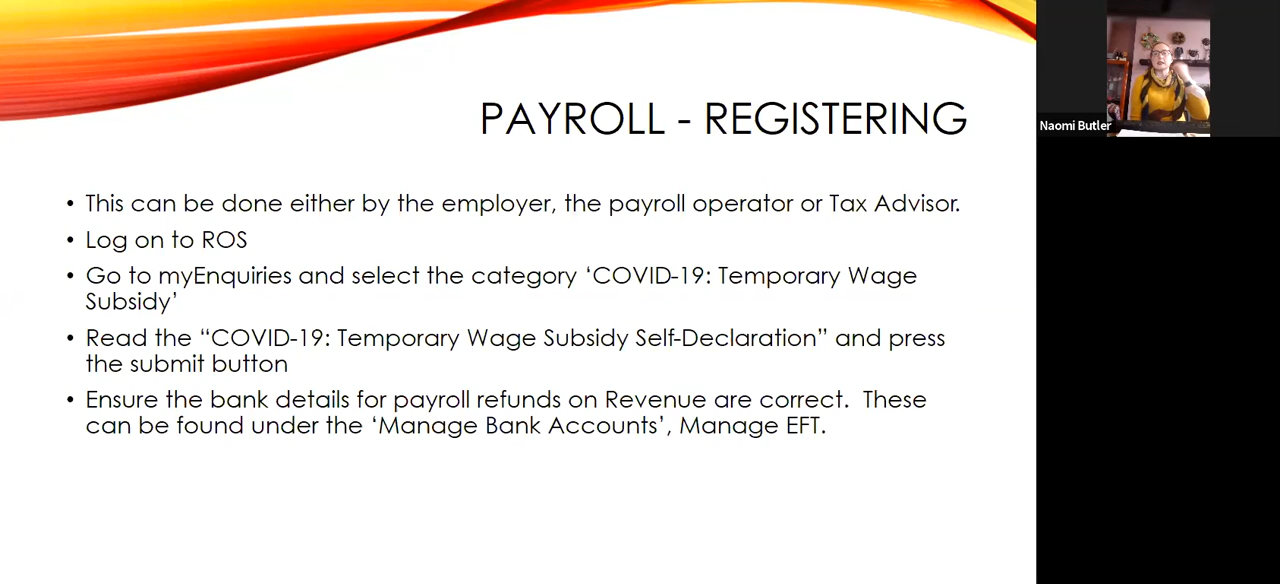 PAYROLL - REGISTERING
• This can be done either by the employer, the payroll operator or Tax Advisor.
• Log on to ROS
• Go to myEnquiries and select the category ‘COVID-19: Temporary Wage
Subsidy’
• Read the “COVID-19: Temporary Wage Subsidy Self-Declaration” and press
the submit button
• Ensure the bank details for payroll refunds on Revenue are correct.  These
can be found under the ‘Manage Bank Accounts’, Manage EFT.
Naomi Butler